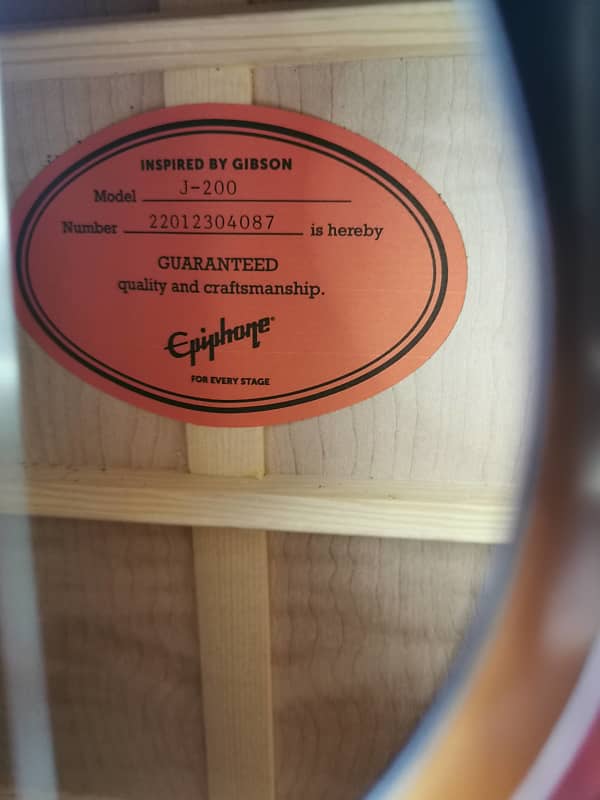 INSPIRED BY GIBSON
Model J-200
Number 22012304087 is hereby
GUARANTEED
quality and craftsmanship.
Epiphone®
FOR EVERY STAGE